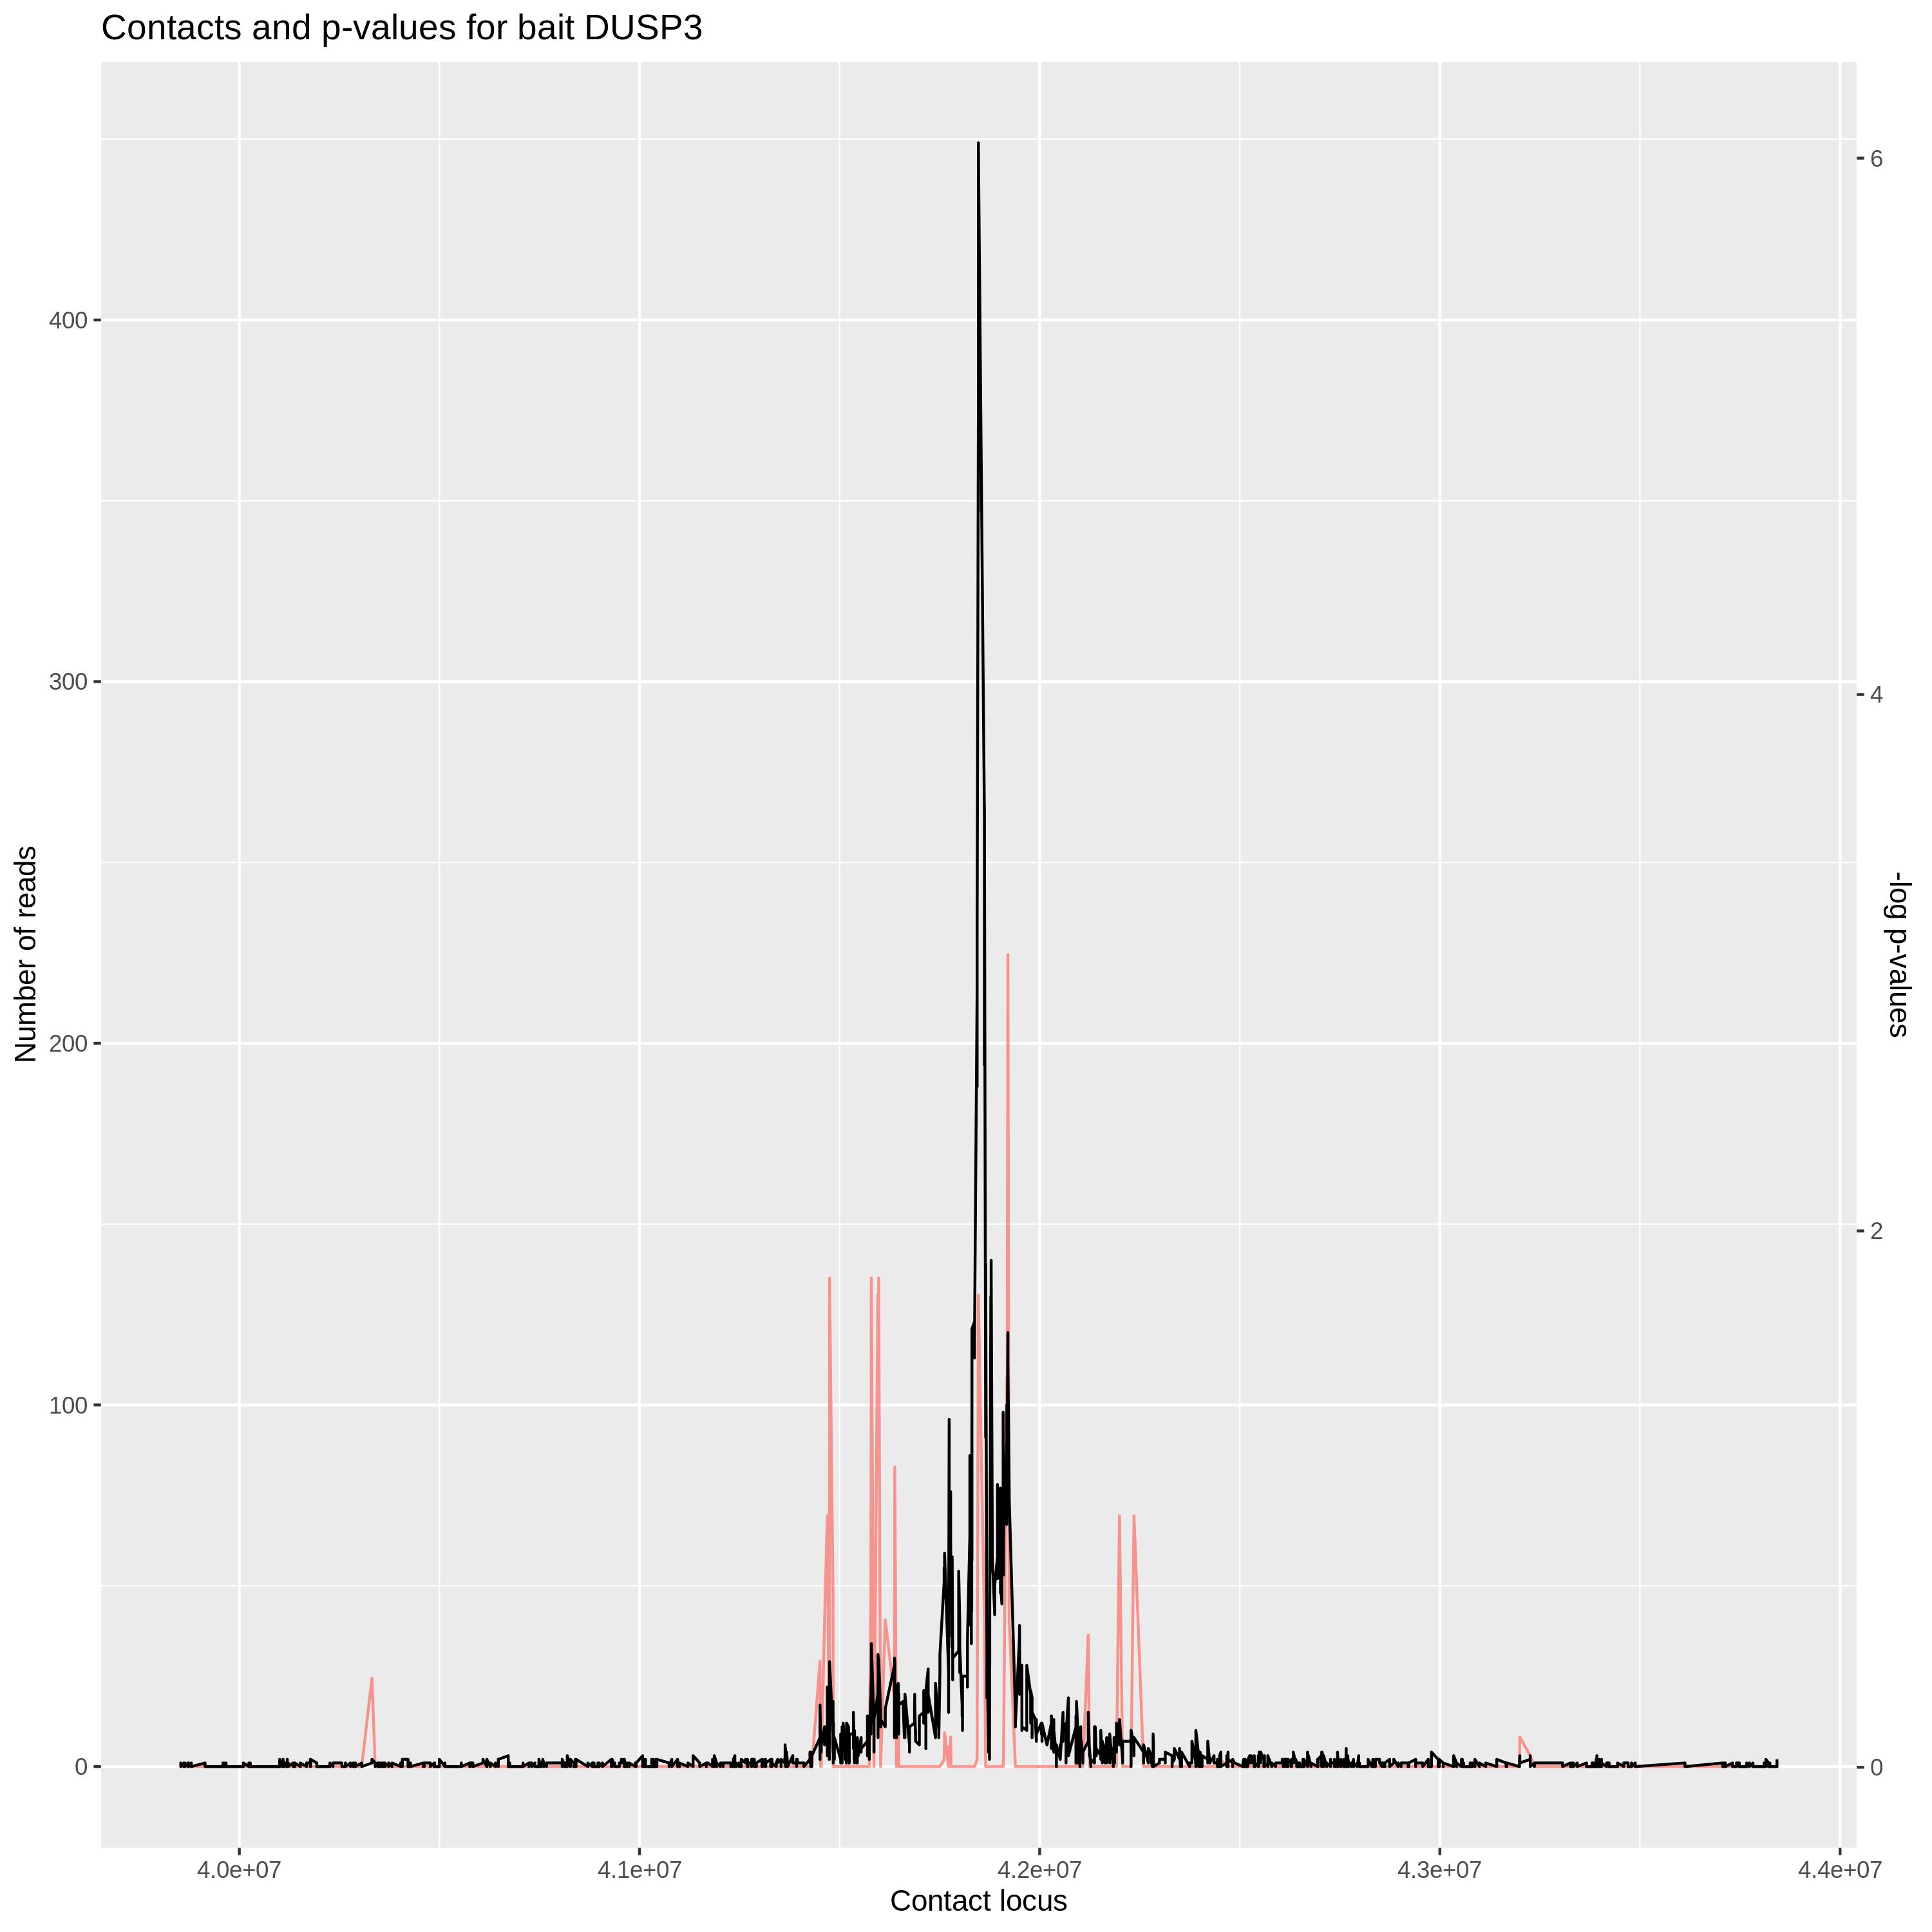 Contacts and p-values for bait DUSP3
Number of reads
400
300
200
100
0
6
4
2
0
-log p-values
4.0e+07 4.1e+07 4.2e+07 4.3e+07 4.4e+07
Contact locus